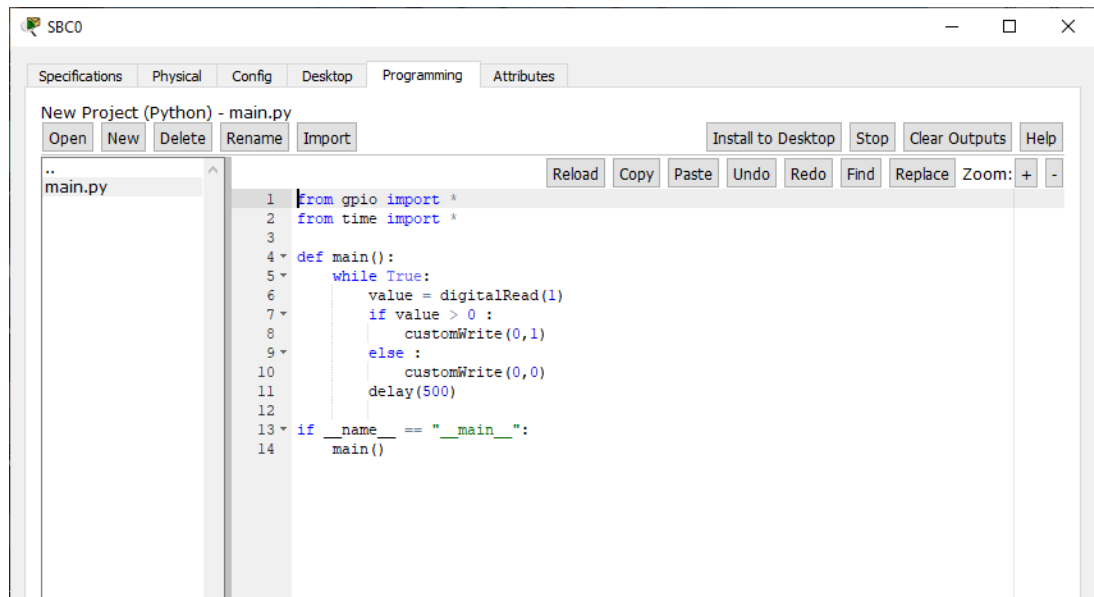 SBC0
Specifications Physical Config Desktop Programming Attributes
New Project (Python) - main.py
Open New Delete Rename Import Install to Desktop Stop Clear Outputs Help
..
main.py
Reload Copy Paste Undo Redo Find Replace Zoom: + -
1 from gpio import *
2 from time import *
3
4 def main():
5     while True:
6         value = digitalRead(1)
7         if value > 0 :
8             customWrite(0,1)
9         else :
10             customWrite(0,0)
11         delay(500)
12
13 if __name__ == "__main__":
14     main()